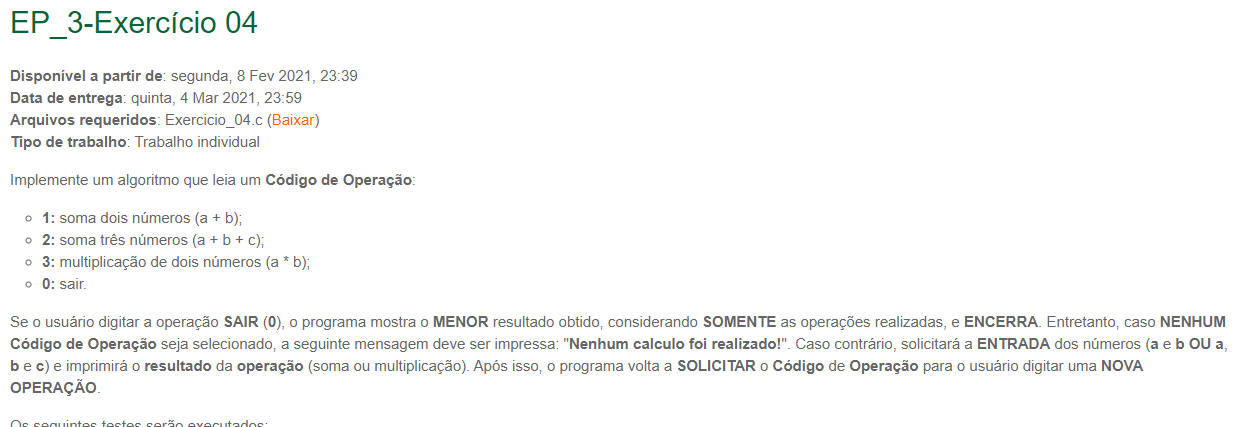 EP_3-Exercício 04
Disponível a partir de: segunda, 8 Fev 2021, 23:39
Data de entrega: quinta, 4 Mar 2021, 23:59
Arquivos requeridos: Exercicio_04.c (Baixar)
Tipo de trabalho: Trabalho individual
Implemente um algoritmo que leia um Código de Operação:
1: soma dois números (a + b);
2: soma três números (a + b + c);
3: multiplicação de dois números (a * b);
0: sair.
Se o usuário digitar a operação SAIR (0), o programa mostra o MENOR resultado obtido, considerando SOMENTE as operações realizadas, e ENCERRA. Entretanto, caso NENHUM
Código de Operação seja selecionado, a seguinte mensagem deve ser impressa: "Nenhum calculo foi realizado!". Caso contrário, solicitará a ENTRADA dos números (a e b OU a,
b e c) e imprimirá o resultado da operação (soma ou multiplicação). Após isso, o programa volta a SOLICITAR o Código de Operação para o usuário digitar uma NOVA
OPERAÇÃO.
Os seguintes testes serão executados: